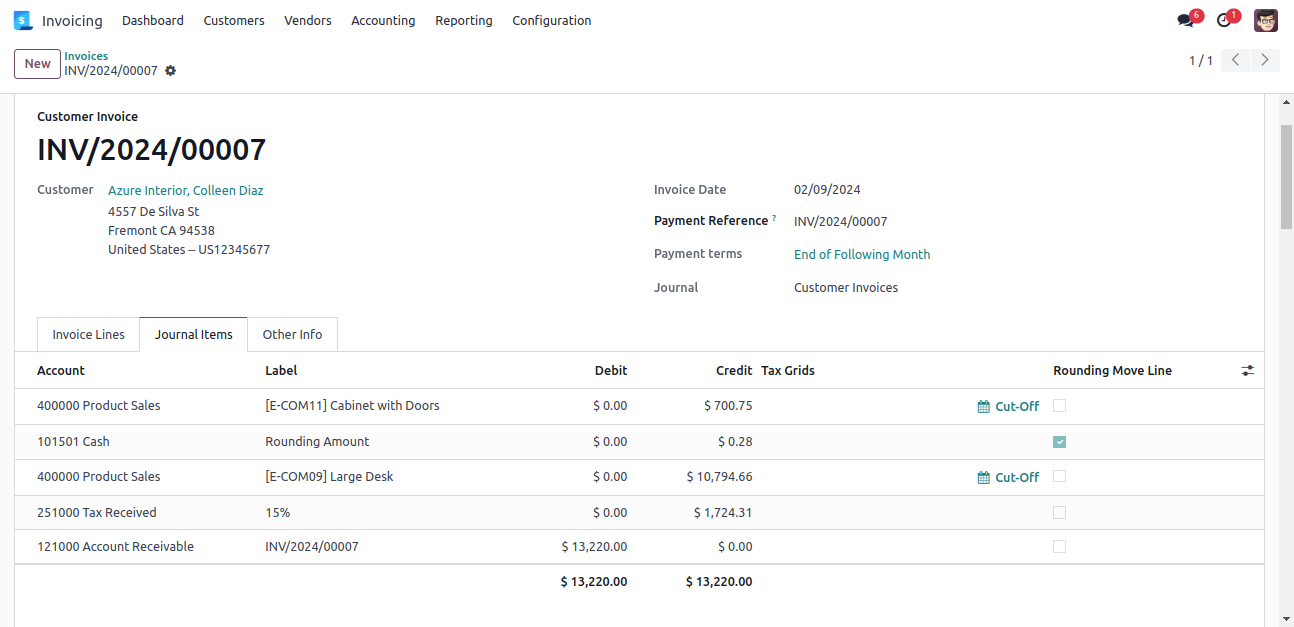 Invoicing Dashboard Customers Vendors Accounting Reporting Configuration 6 1
New Invoices
INV/2024/00007 1 / 1
Customer Invoice
INV/2024/00007
Customer Azure Interior, Colleen Diaz
4557 De Silva St
Fremont CA 94538
United States – US12345677
Invoice Date 02/09/2024
Payment Reference ? INV/2024/00007
Payment terms End of Following Month
Journal Customer Invoices
Invoice Lines Journal Items Other Info
Account Label Debit Credit Tax Grids Rounding Move Line
400000 Product Sales [E-COM11] Cabinet with Doors $ 0.00 $ 700.75 Cut-Off
101501 Cash Rounding Amount $ 0.00 $ 0.28
400000 Product Sales [E-COM09] Large Desk $ 0.00 $ 10,794.66 Cut-Off
251000 Tax Received 15% $ 0.00 $ 1,724.31
121000 Account Receivable INV/2024/00007 $ 13,220.00 $ 0.00
$ 13,220.00 $ 13,220.00